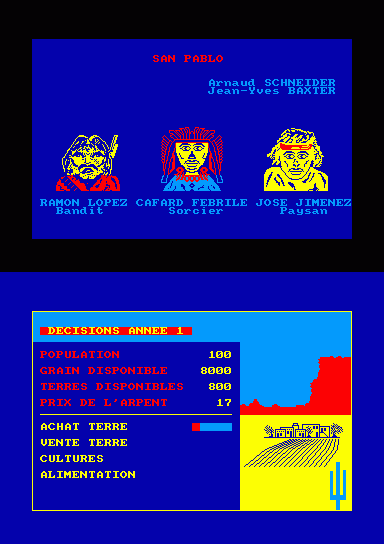 SAN PABLO
Arnaud SCHNEIDER
Jean-Yves BAXTER
RAMON LOPEZ CAFARD FEBRILE JOSE JIMENEZ
Bandit Sorcier Paysan
DECISIONS ANNEE 1
POPULATION 100
GRAIN DISPONIBLE 8000
TERRES DISPONIBLES 800
PRIX DE L'ARPENT 17
ACHAT TERRE
VENTE TERRE
CULTURES
ALIMENTATION